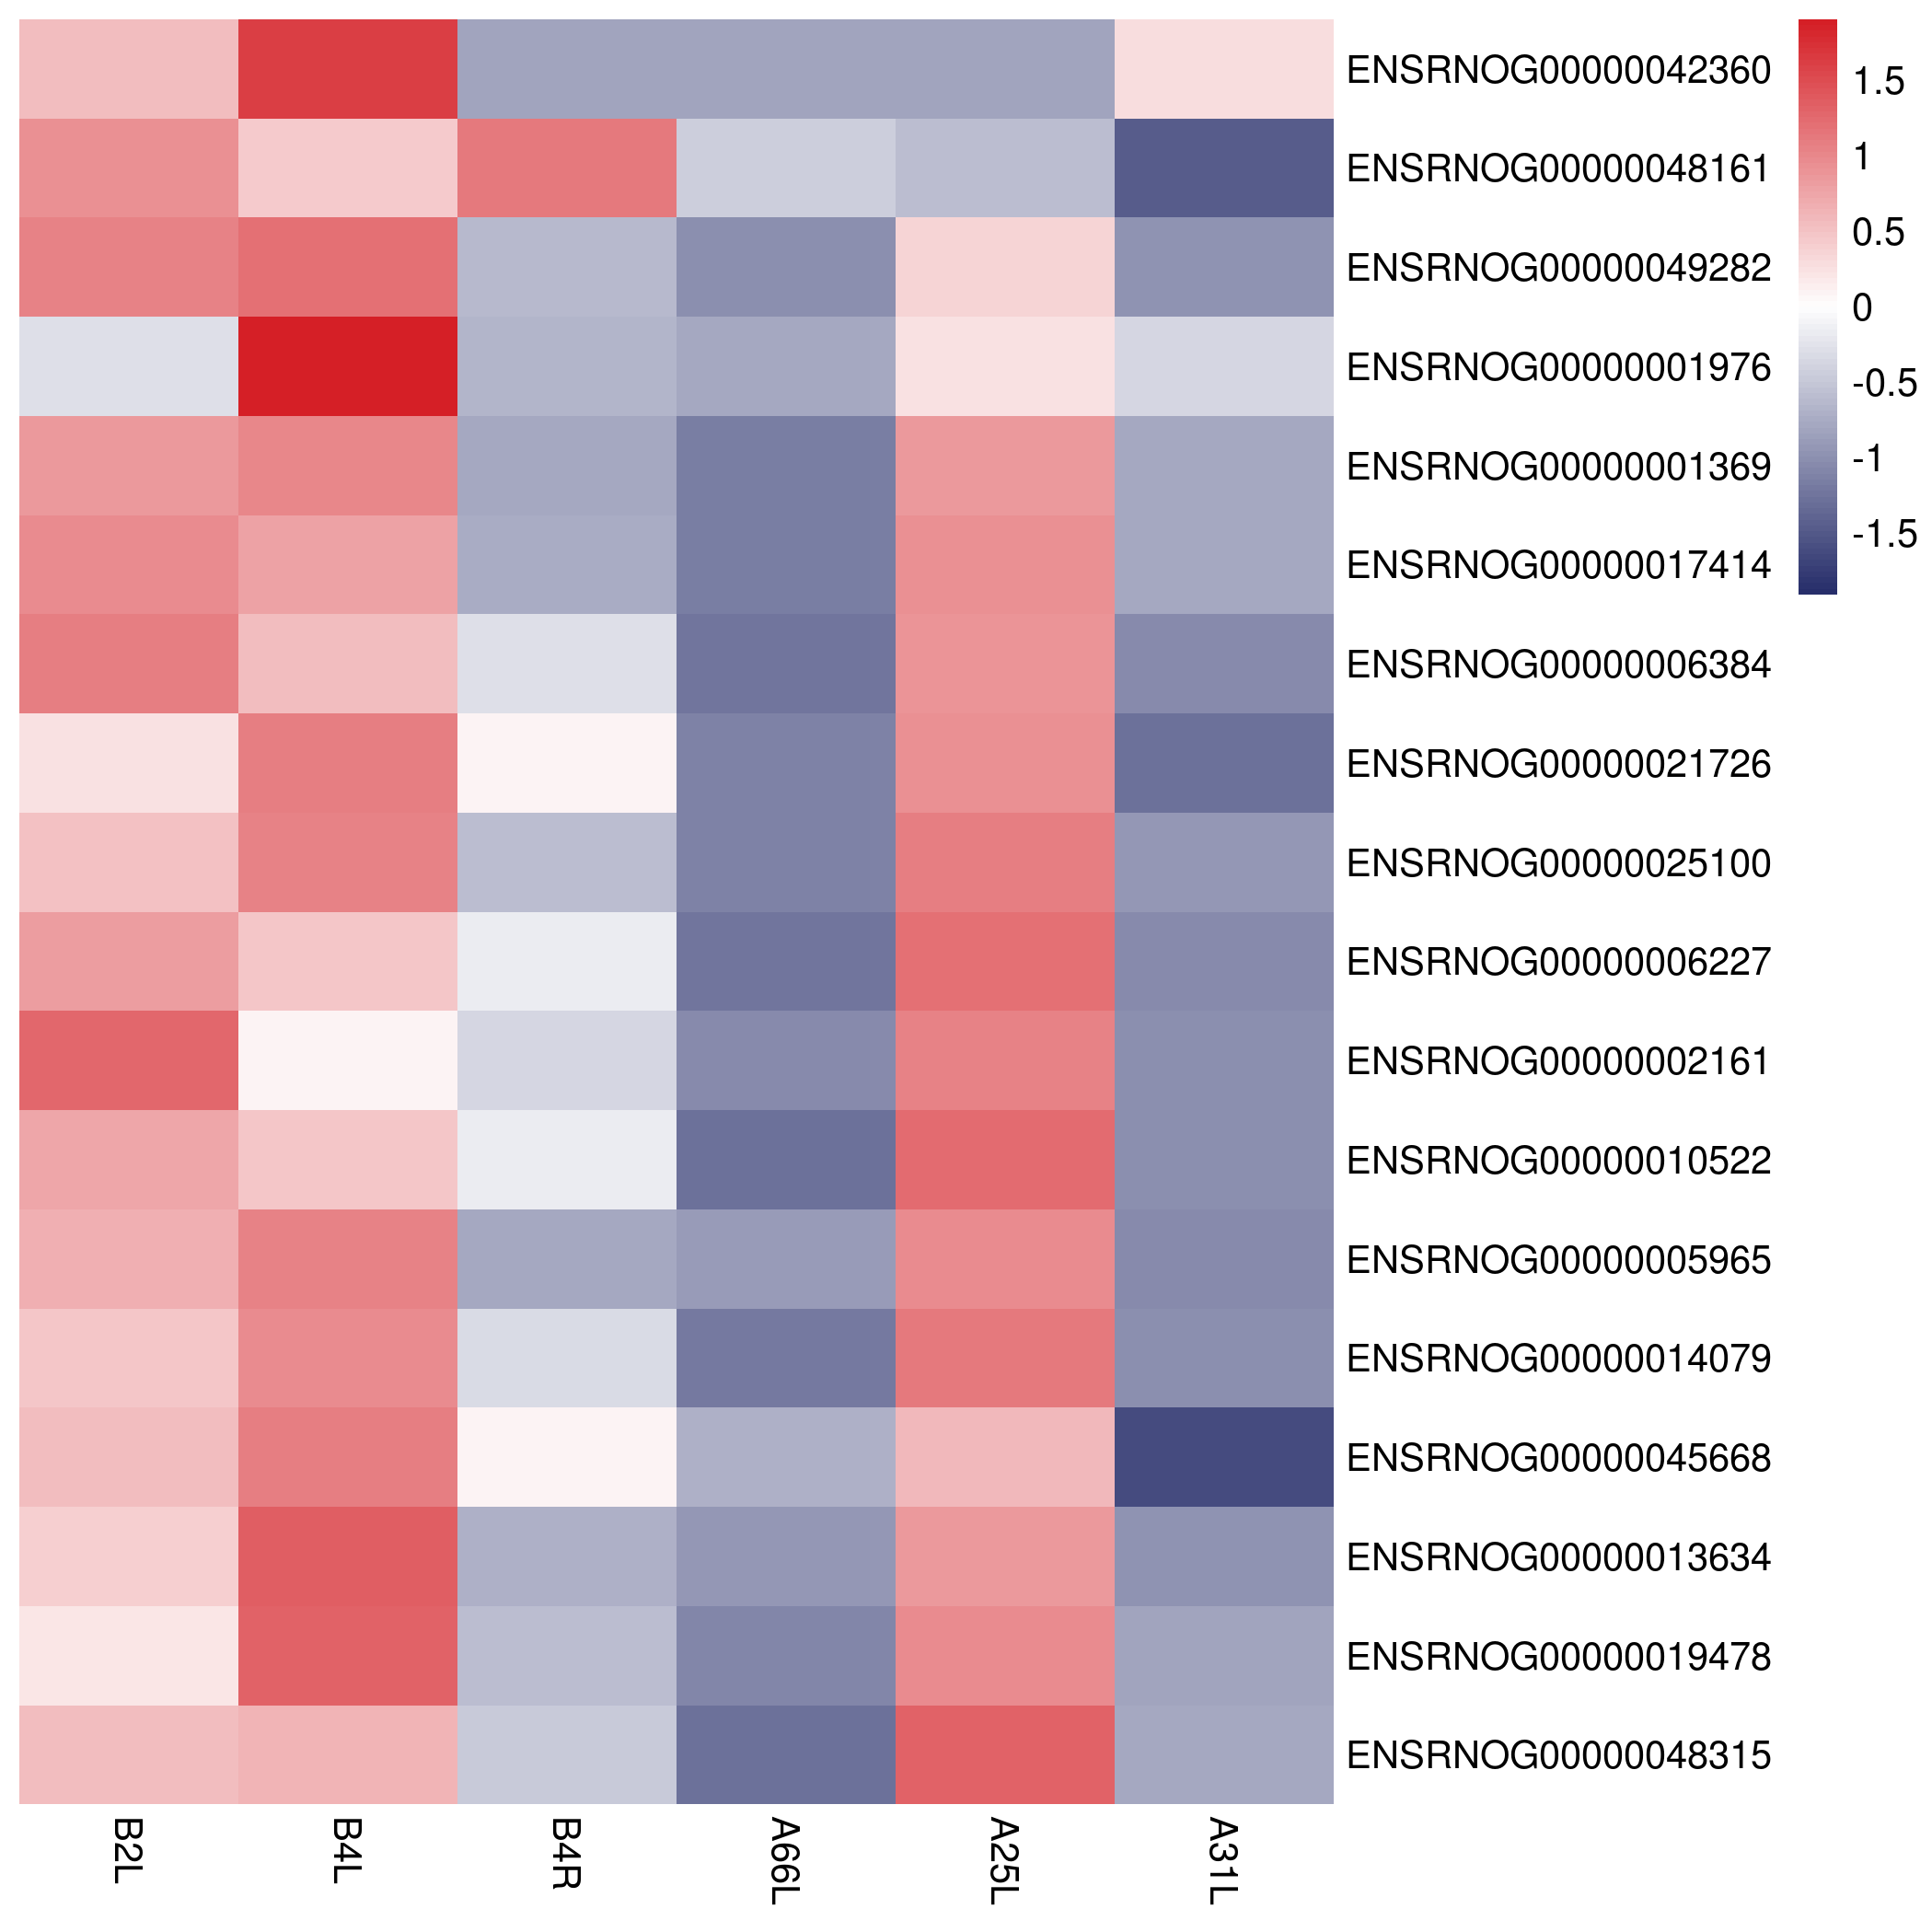 ENSRNOG00000042360
ENSRNOG00000048161
ENSRNOG00000049282
ENSRNOG00000001976
ENSRNOG00000001369
ENSRNOG00000017414
ENSRNOG00000006384
ENSRNOG00000021726
ENSRNOG00000025100
ENSRNOG00000006227
ENSRNOG00000002161
ENSRNOG00000010522
ENSRNOG00000005965
ENSRNOG00000014079
ENSRNOG00000045668
ENSRNOG00000013634
ENSRNOG00000019478
ENSRNOG00000048315
1.5
1
0.5
0
-0.5
-1
-1.5
B2L
B4L
B4R
A66L
A25L
A31L